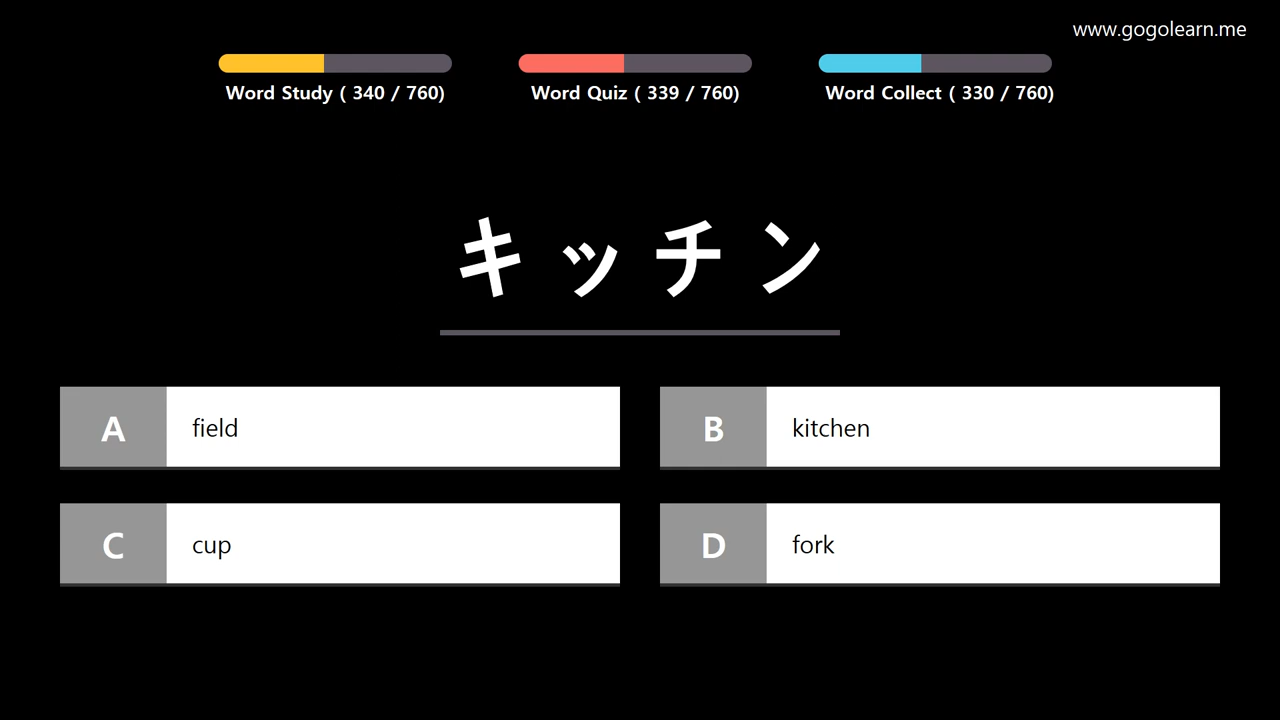 www.gogolearn.me
Word Study ( 340 / 760)
Word Quiz ( 339 / 760)
Word Collect ( 330 / 760)
キッチン
A field
B kitchen
C cup
D fork